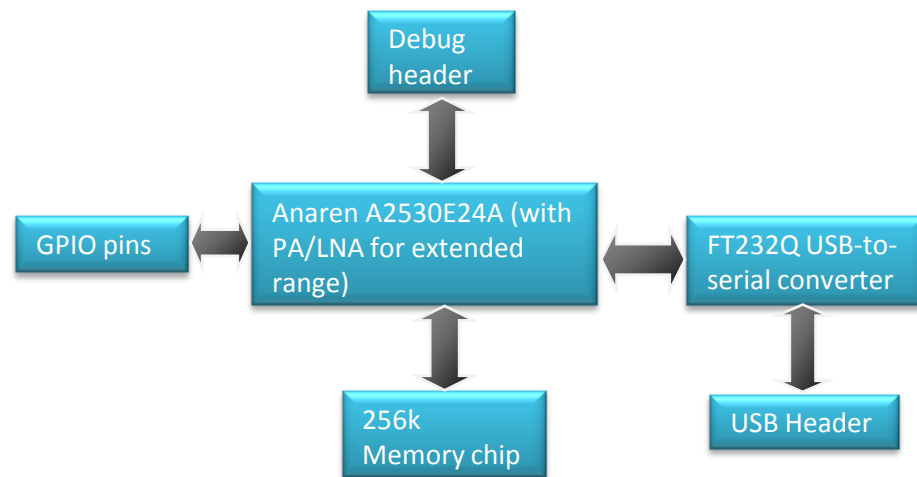 Debug
header
Anaren A2530E24A (with
PA/LNA for extended
range)
GPIO pins
FT232Q USB-to-
serial converter
256k
Memory chip
USB Header